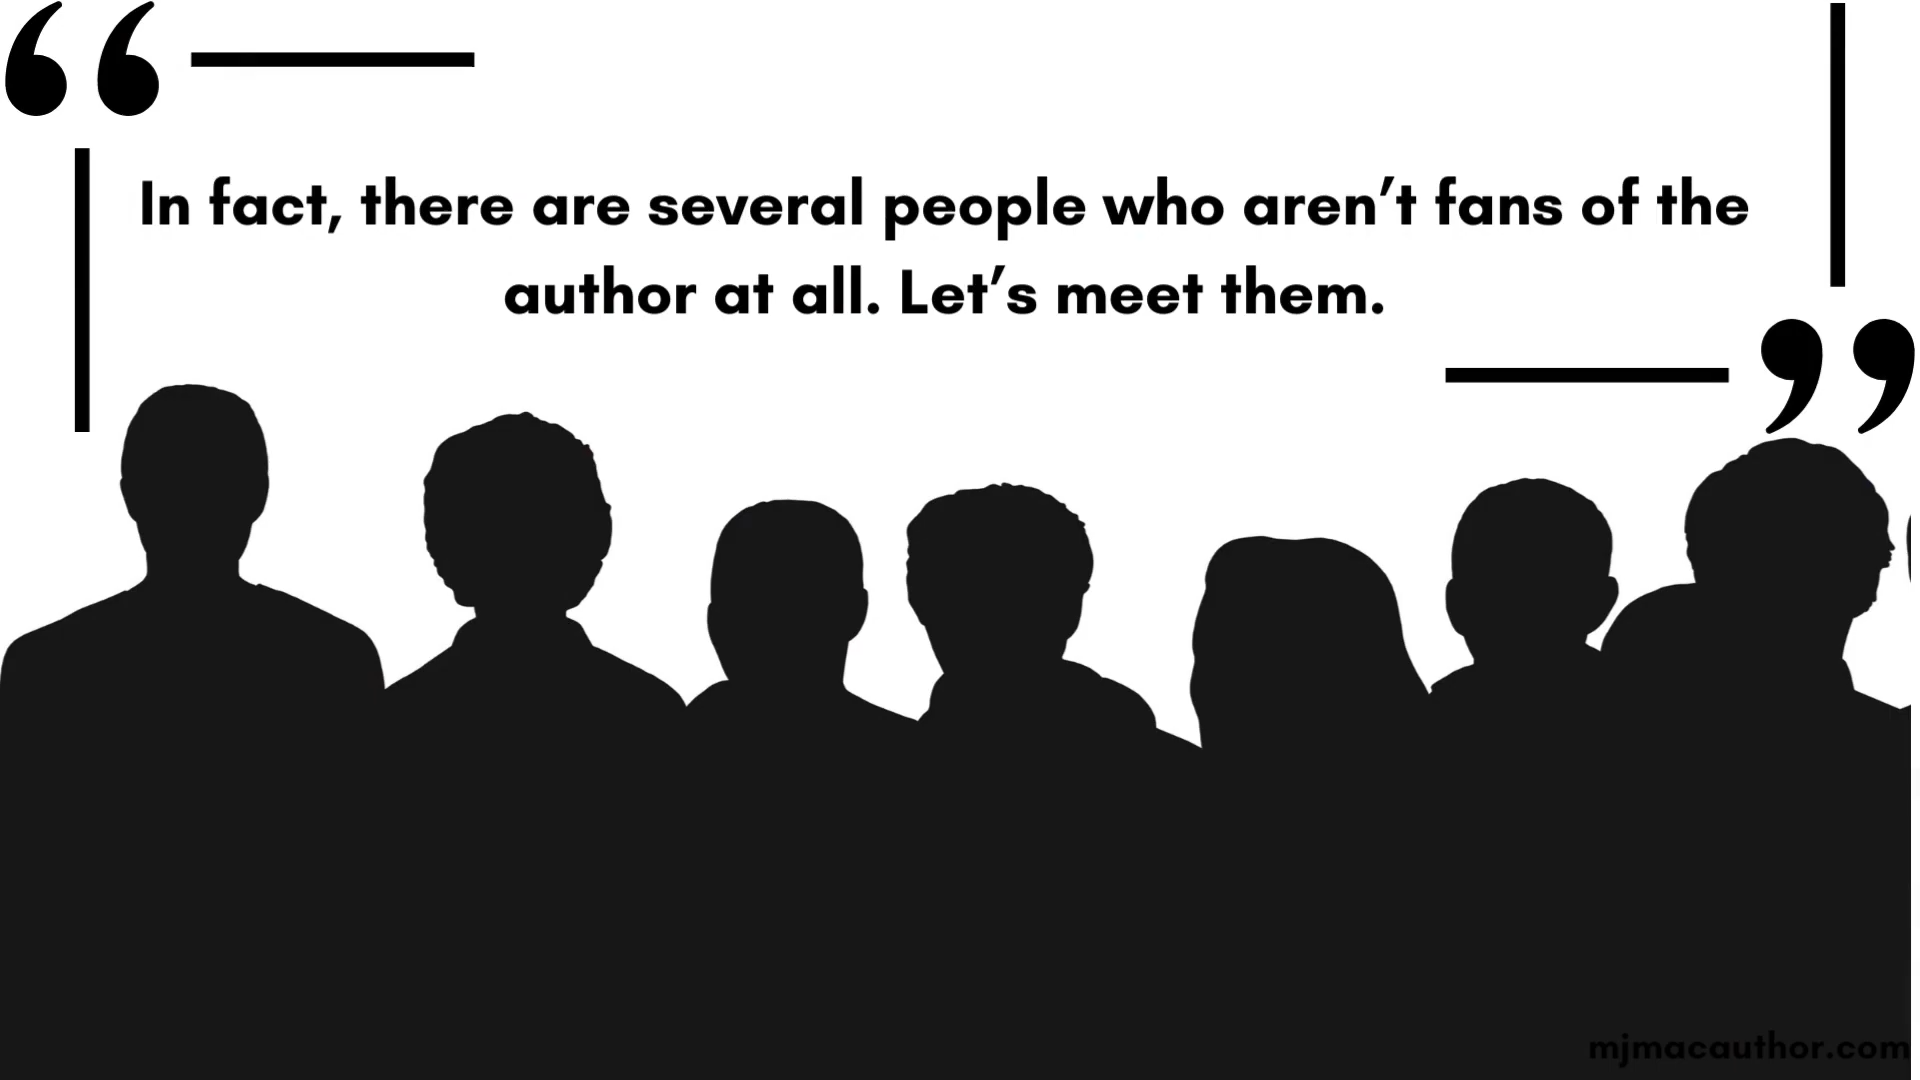 In fact, there are several people who aren’t fans of the
author at all. Let’s meet them.
mjmacauthor.com